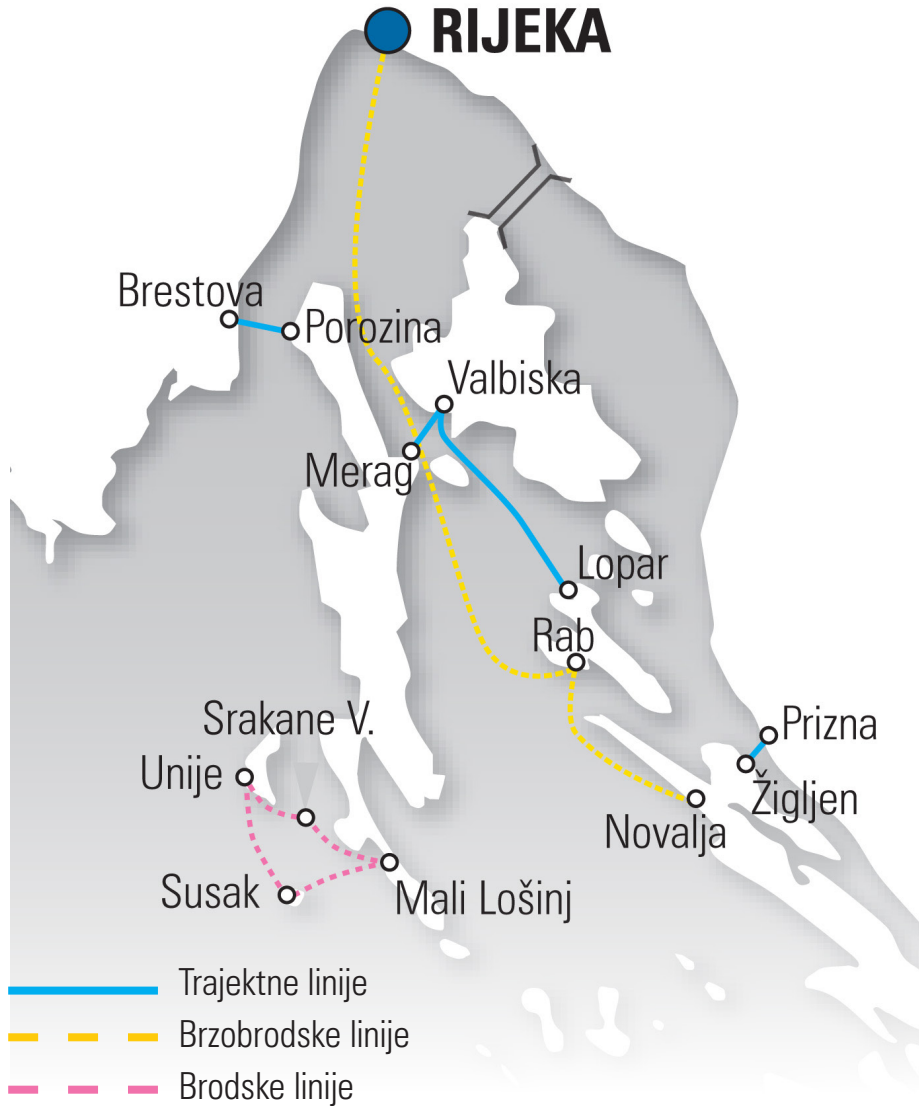 RIJEKA
Brestova
Porozina
Valbiska
Merag
Lopar
Rab
Srakane V.
Prizna
Unije
Žigljen
Novalja
Susak
Mali Lošinj
Trajektne linije
Brzobrodske linije
Brodske linije